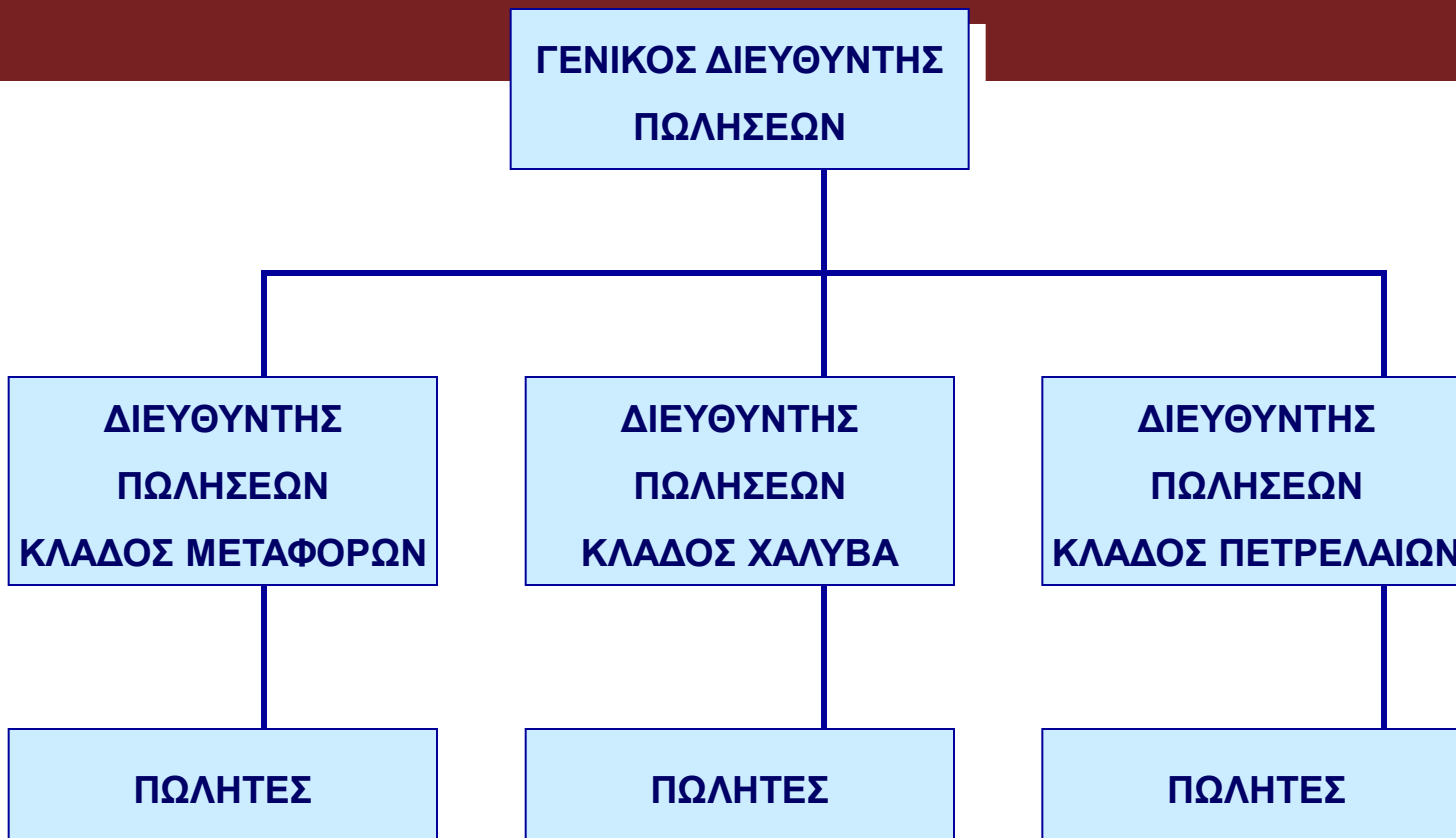 ΓΕΝΙΚΟΣ ΔΙΕΥΘΥΝΤΗΣ
ΠΩΛΗΣΕΩΝ
ΔΙΕΥΘΥΝΤΗΣ
ΠΩΛΗΣΕΩΝ
ΚΛΑΔΟΣ ΜΕΤΑΦΟΡΩΝ
ΔΙΕΥΘΥΝΤΗΣ
ΠΩΛΗΣΕΩΝ
ΚΛΑΔΟΣ ΧΑΛΥΒΑ
ΔΙΕΥΘΥΝΤΗΣ
ΠΩΛΗΣΕΩΝ
ΚΛΑΔΟΣ ΠΕΤΡΕΛΑΙΩΝ
ΠΩΛΗΤΕΣ
ΠΩΛΗΤΕΣ
ΠΩΛΗΤΕΣ